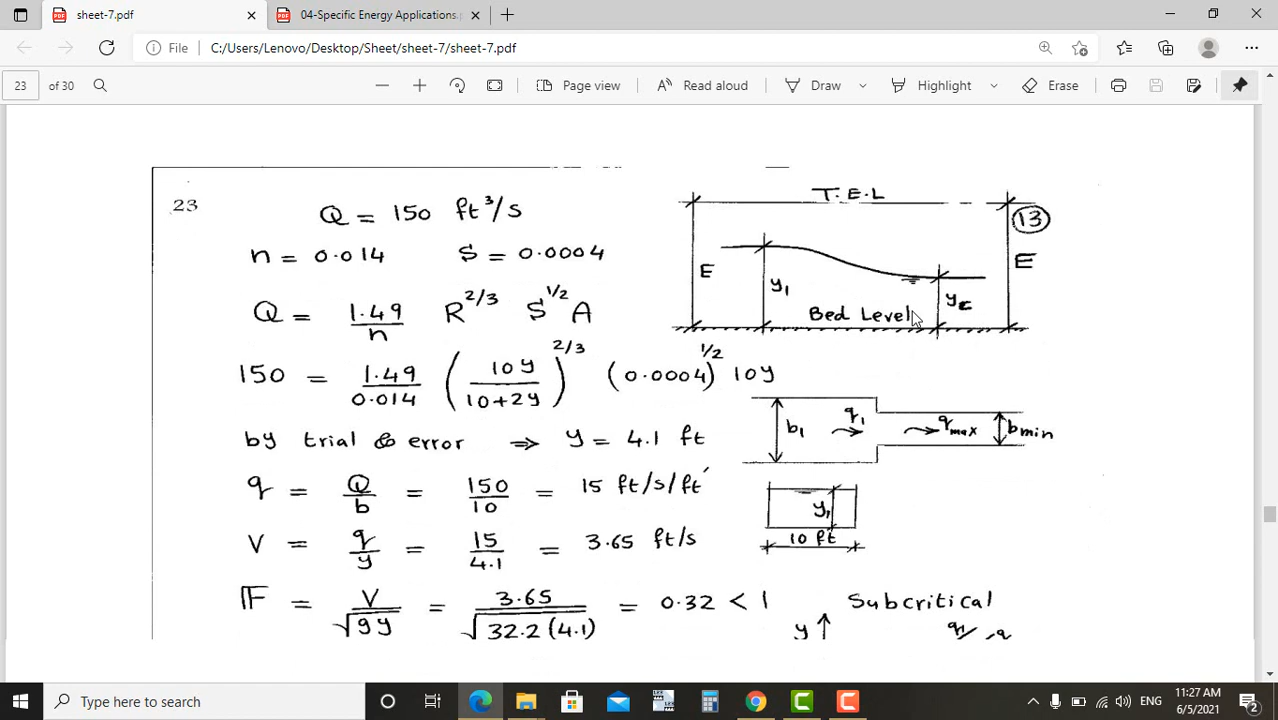 sheet-7.pdf
04-Specific Energy Applications.
File
C:/Users/Lenovo/Desktop/Sheet/sheet-7/sheet-7.pdf
23 of 30
Page view
Read aloud
Draw
Highlight
Erase
23
Q = 150 ft³/s
n = 0.014 S = 0.0004
Q = 1.49/n R^2/3 S^1/2 A
150 = 1.49/0.014 (10y/10+2y)^2/3 (0.0004)^1/2 10y
by trial & error ⇒ y = 4.1 ft
q = Q/b = 150/10 = 15 ft/s/ft'
V = q/y = 15/4.1 = 3.65 ft/s
F = V/√gy = 3.65/√32.2(4.1) = 0.32 < 1 Subcritical
y ↑
T.E.L
13
E y₁ yc E
Bed Level
b₁ q₁ qmax bmin
y₁
10 ft
Type here to search
ENG
11:27 AM
6/5/2021
2